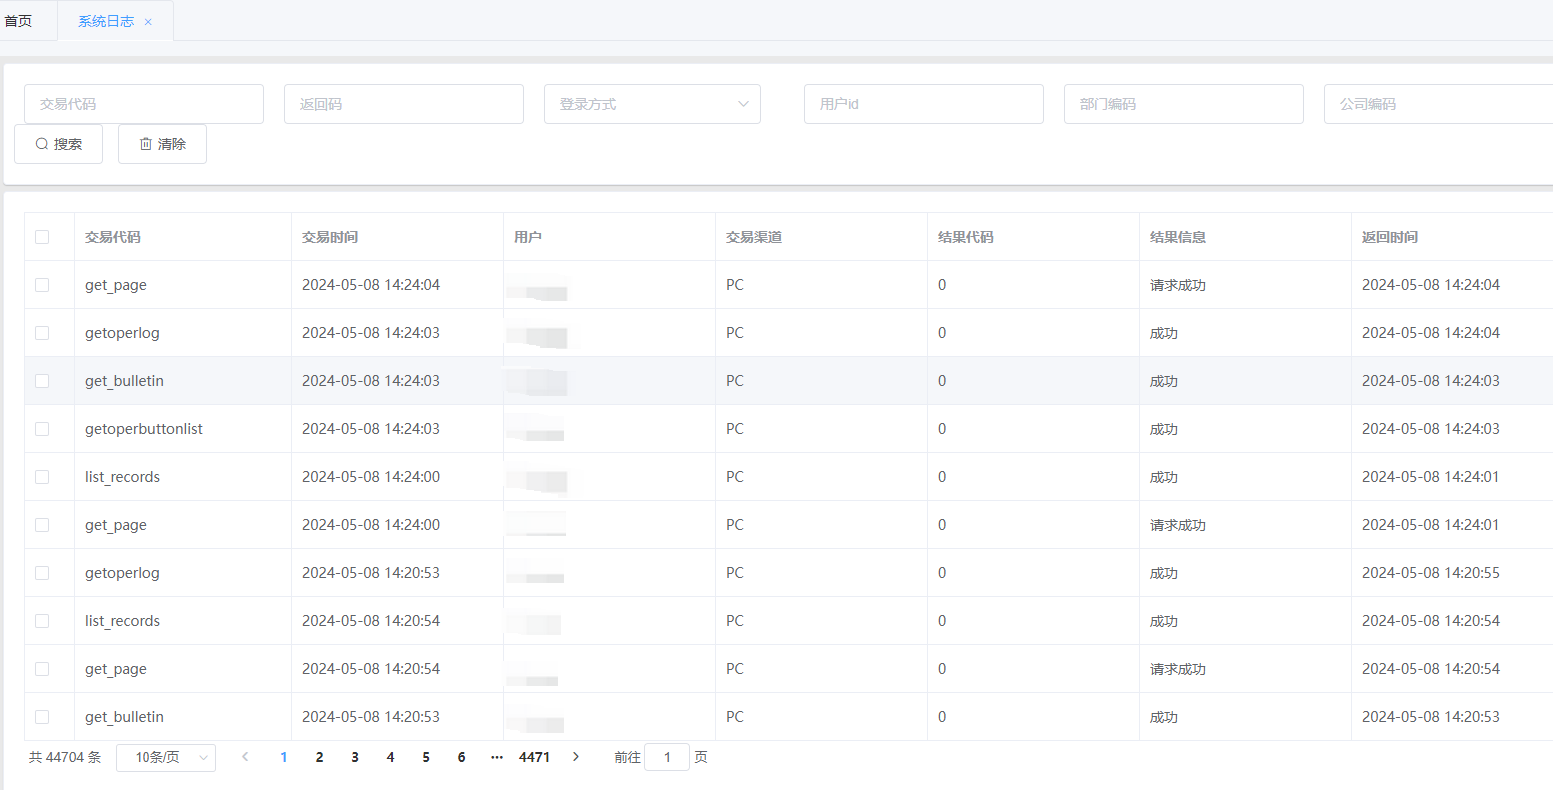 首页 系统日志 ×
交易代码 返回码 登录方式 用户id 部门编码 公司编码
搜索 清除
交易代码 交易时间 用户 交易渠道 结果代码 结果信息 返回时间
get_page 2024-05-08 14:24:04 PC 0 请求成功 2024-05-08 14:24:04
getoperlog 2024-05-08 14:24:03 PC 0 成功 2024-05-08 14:24:04
get_bulletin 2024-05-08 14:24:03 PC 0 成功 2024-05-08 14:24:03
getoperbuttonlist 2024-05-08 14:24:03 PC 0 成功 2024-05-08 14:24:03
list_records 2024-05-08 14:24:00 PC 0 成功 2024-05-08 14:24:01
get_page 2024-05-08 14:24:00 PC 0 请求成功 2024-05-08 14:24:01
getoperlog 2024-05-08 14:20:53 PC 0 成功 2024-05-08 14:20:55
list_records 2024-05-08 14:20:54 PC 0 成功 2024-05-08 14:20:54
get_page 2024-05-08 14:20:54 PC 0 请求成功 2024-05-08 14:20:54
get_bulletin 2024-05-08 14:20:53 PC 0 成功 2024-05-08 14:20:53
共 44704 条 10条/页 < 1 2 3 4 5 6 ··· 4471 > 前往 1 页